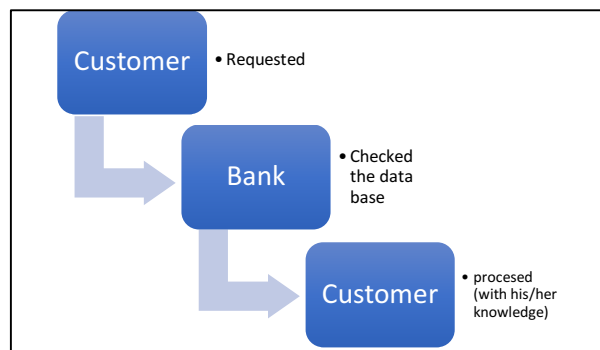 Customer
• Requested
Bank
• Checked
the data
base
Customer
• procesed
(with his/her
knowledge)